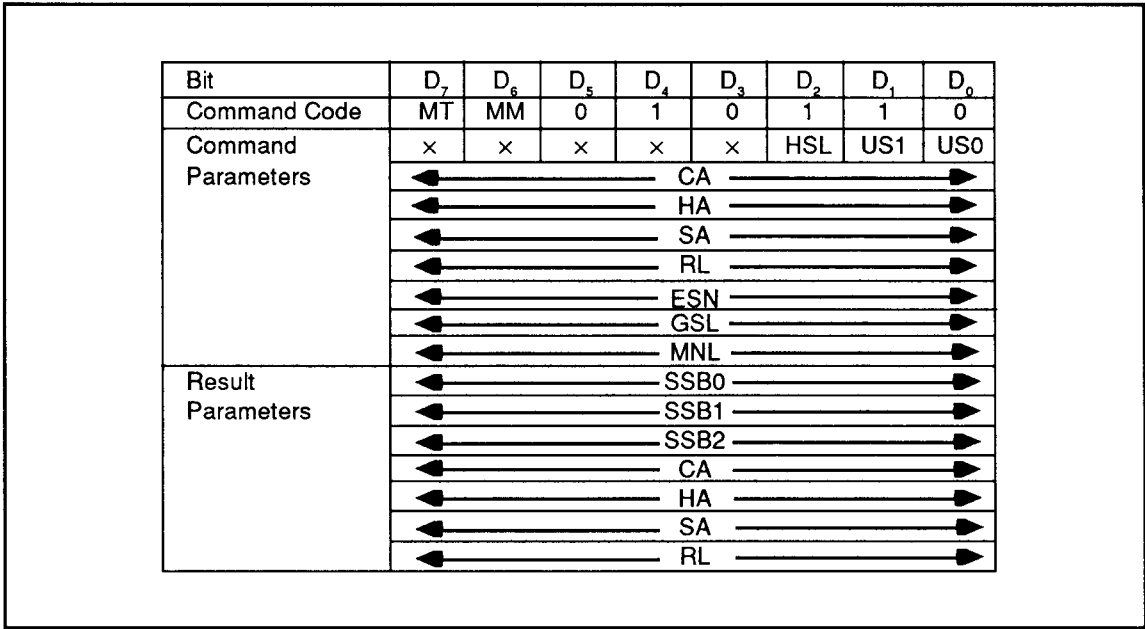 Bit D₇ D₆ D₅ D₄ D₃ D₂ D₁ D₀
Command Code MT MM 0 1 0 1 1 0
Command × × × × × HSL US1 US0
Parameters CA
HA
SA
RL
ESN
GSL
MNL
Result SSB0
Parameters SSB1
SSB2
CA
HA
SA
RL